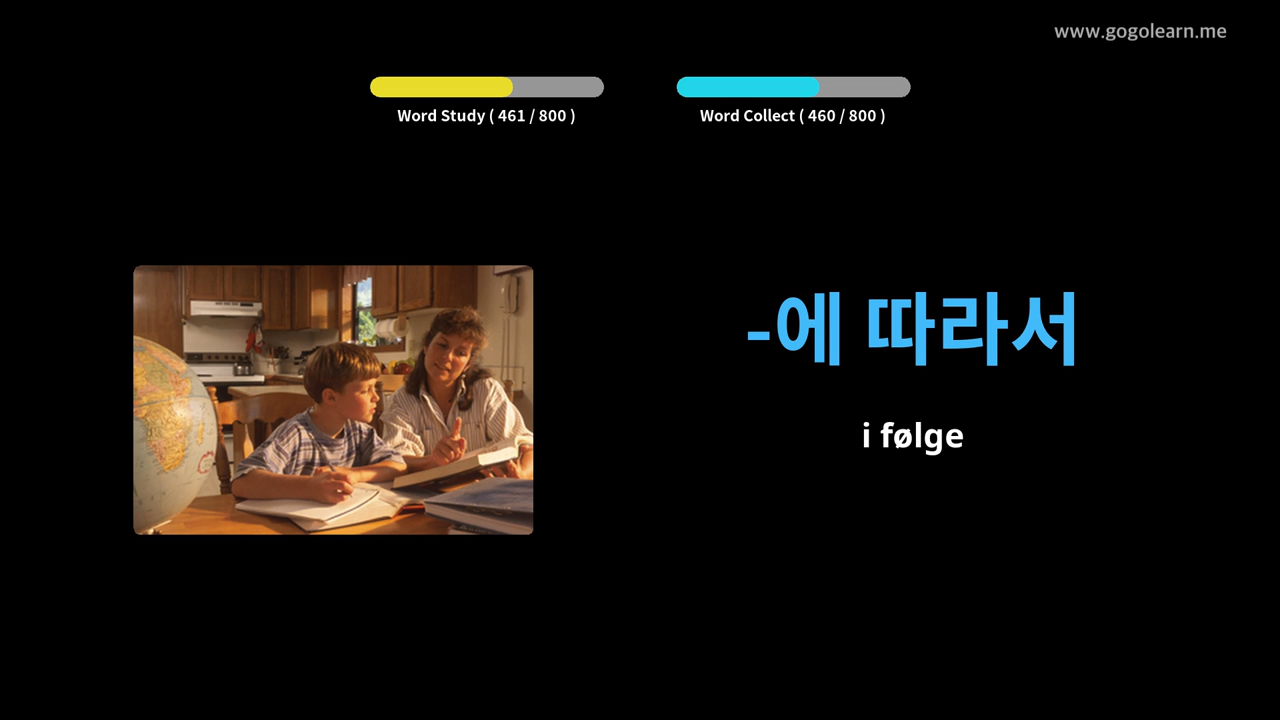 www.gogolearn.me
Word Study ( 461 / 800 )
Word Collect ( 460 / 800 )
-에 따라서
i følge